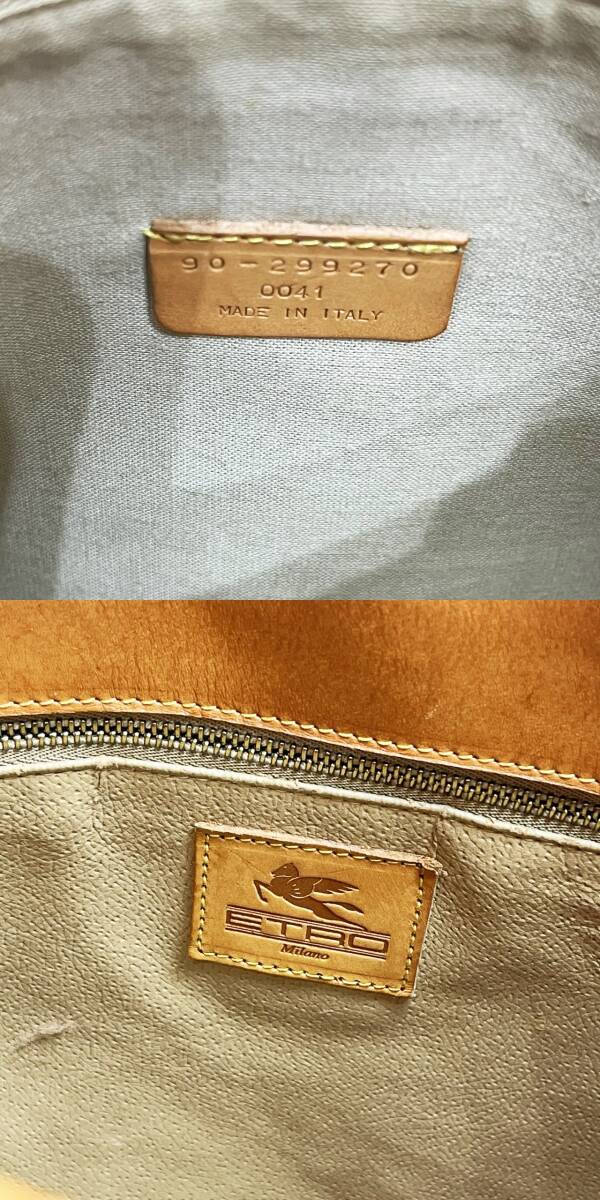 90-299270
0041
MADE IN ITALY
ETRO
Milano